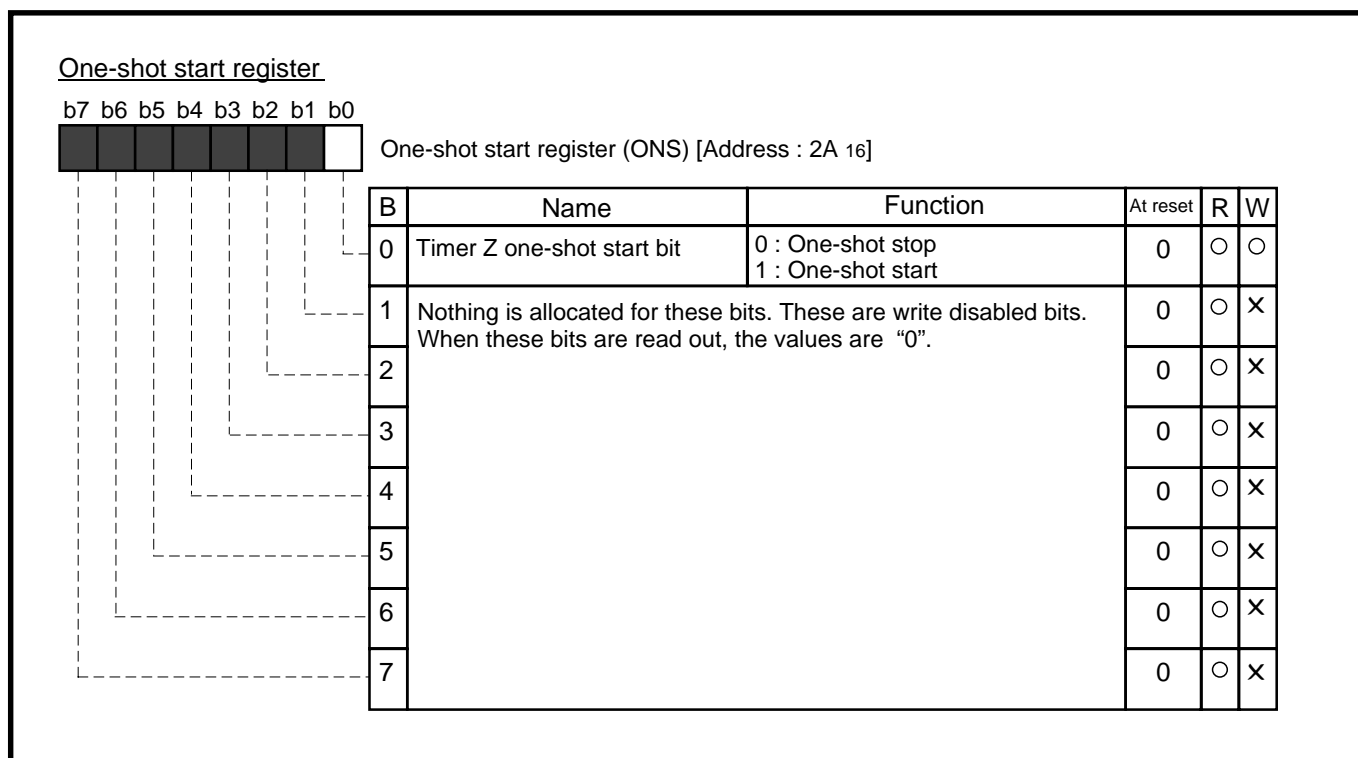 One-shot start register
b7 b6 b5 b4 b3 b2 b1 b0
One-shot start register (ONS) [Address : 2A 16]
B Name Function At reset R W
0 Timer Z one-shot start bit 0 : One-shot stop 0 ○ ○
1 : One-shot start
1 Nothing is allocated for these bits. These are write disabled bits. 0 ○ ×
When these bits are read out, the values are “0”.
2 0 ○ ×
3 0 ○ ×
4 0 ○ ×
5 0 ○ ×
6 0 ○ ×
7 0 ○ ×